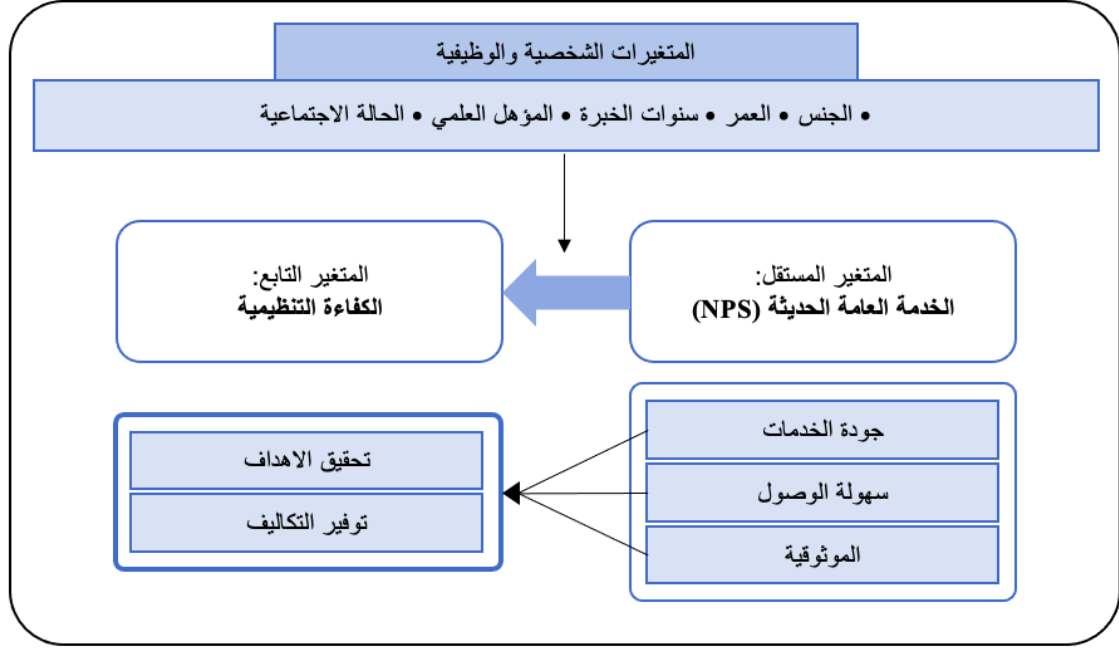 المتغيرات الشخصية والوظيفية
• الجنس • العمر • سنوات الخبرة • المؤهل العلمي • الحالة الاجتماعية
المتغير المستقل:
الخدمة العامة الحديثة (NPS)
المتغير التابع:
الكفاءة التنظيمية
جودة الخدمات
سهولة الوصول
الموثوقية
تحقيق الاهداف
توفير التكاليف